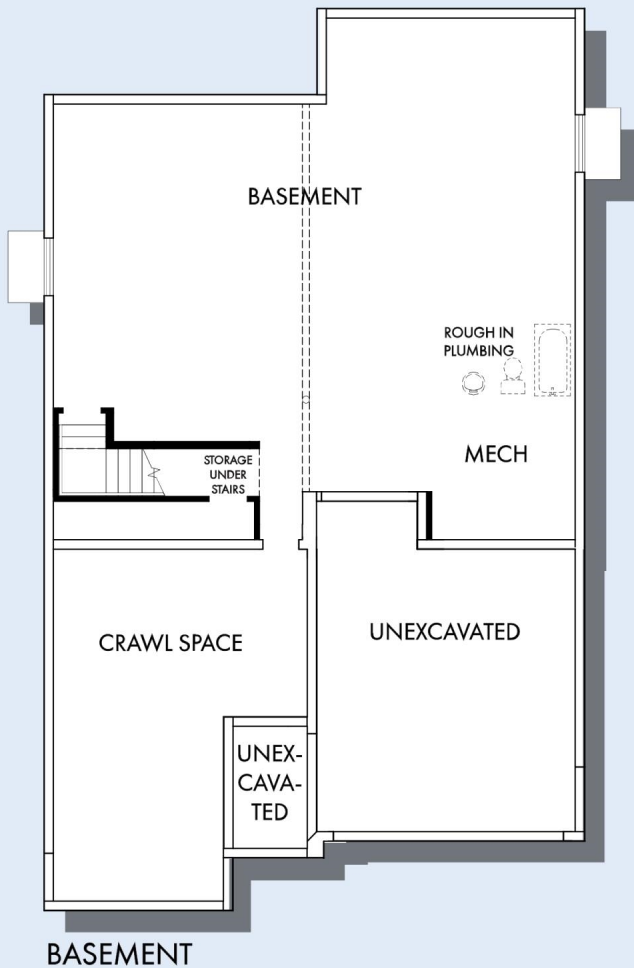 BASEMENT
ROUGH IN
PLUMBING
MECH
STORAGE
UNDER
STAIRS
CRAWL SPACE
UNEXCAVATED
UNEX-
CAVA-
TED
BASEMENT